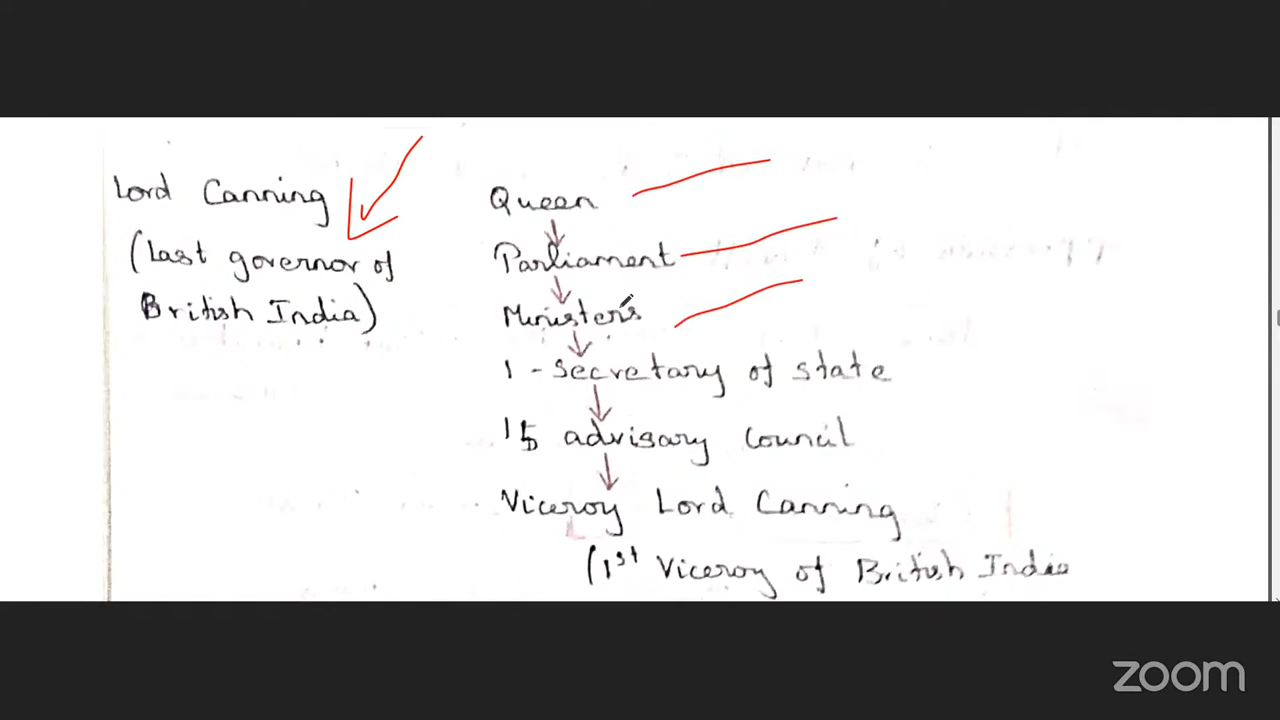 Lord Canning
(Last governor of
British India)
Queen
Parliament
Ministers
1 - Secretary of state
15 advisary Council
Viceroy Lord Canning
(1st Viceroy of British India
zoom